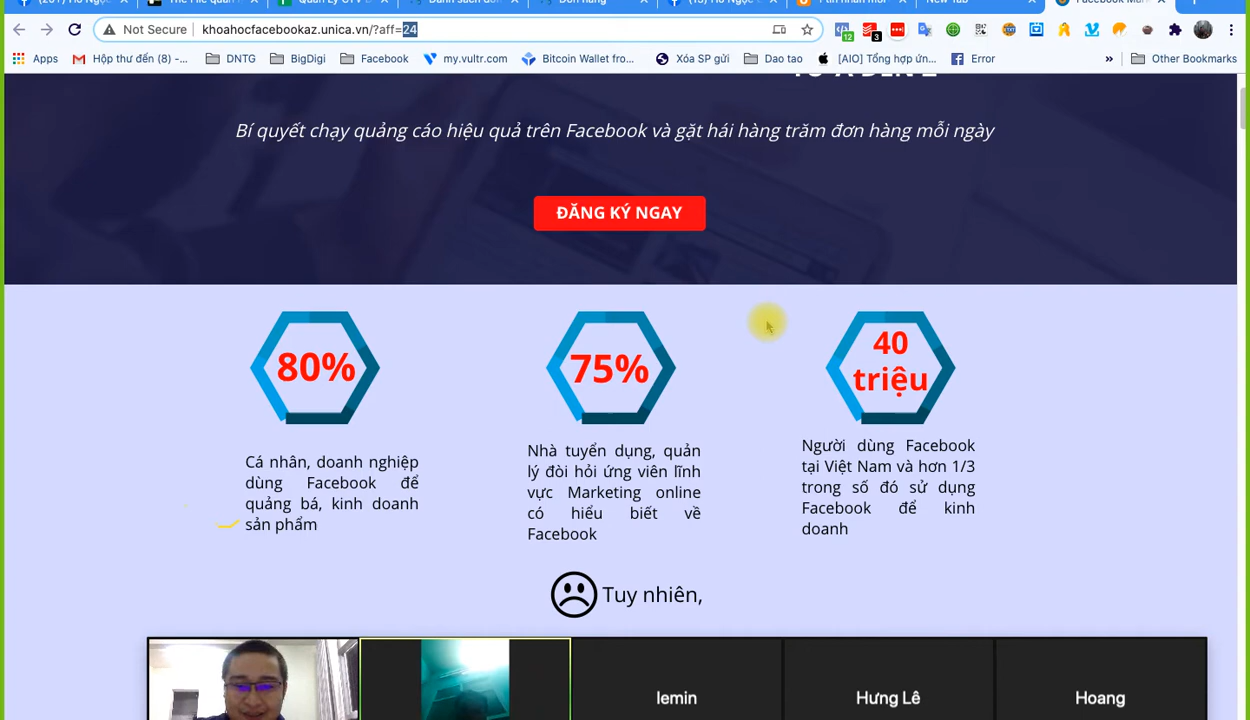 Not Secure
khoahocfacebookaz.unica.vn/?aff=24
12
3
Apps
Hộp thư đến (8) -...
DNTG
BigDigi
Facebook
my.vultr.com
Bitcoin Wallet fro...
Xóa SP gửi
Dao tao
[AIO] Tổng hợp ứn...
Error
»
Other Bookmarks
Bí quyết chạy quảng cáo hiệu quả trên Facebook và gặt hái hàng trăm đơn hàng mỗi ngày
ĐĂNG KÝ NGAY
80%
Cá nhân, doanh nghiệp
dùng Facebook để
quảng bá, kinh doanh
sản phẩm
75%
Nhà tuyển dụng, quản
lý đòi hỏi ứng viên lĩnh
vực Marketing online
có hiểu biết về
Facebook
40
triệu
Người dùng Facebook
tại Việt Nam và hơn 1/3
trong số đó sử dụng
Facebook để kinh
doanh
Tuy nhiên,
lemin
Hưng Lê
Hoang